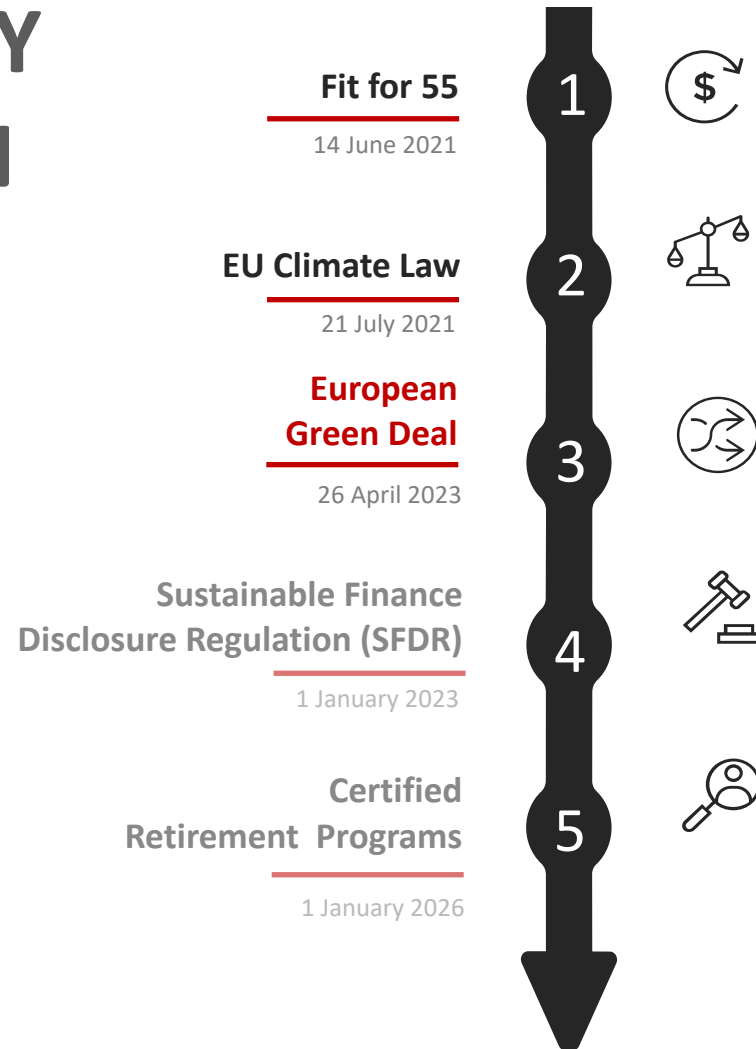 Y
Fit for 55
1
$
14 June 2021
EU Climate Law
2
21 July 2021
European
Green Deal
3
26 April 2023
Sustainable Finance
Disclosure Regulation (SFDR)
4
1 January 2023
Certified
Retirement Programs
5
1 January 2026